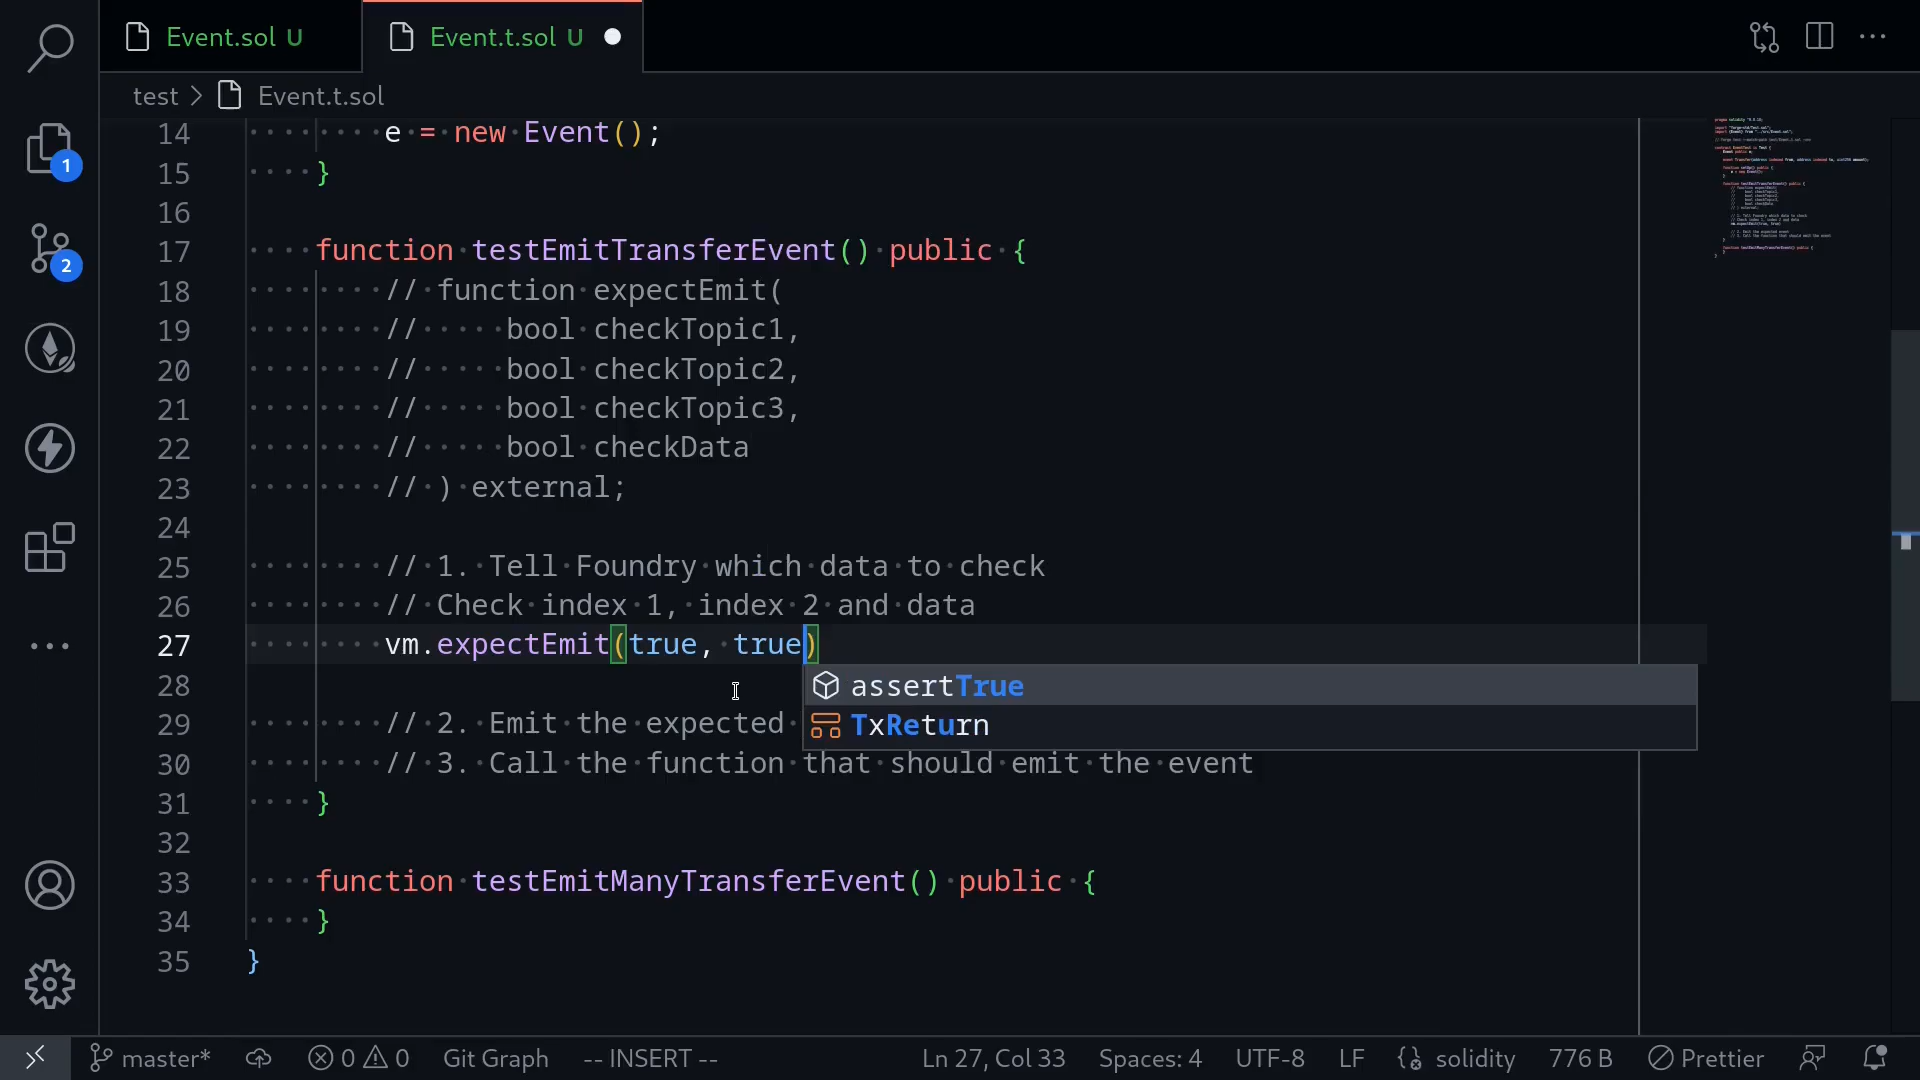 Event.sol U
Event.t.sol U
test > Event.t.sol
1
2
14 e = new Event();
15 }
16
17 function testEmitTransferEvent() public {
18 // function expectEmit(
19 // bool checkTopic1,
20 // bool checkTopic2,
21 // bool checkTopic3,
22 // bool checkData
23 // ) external;
24
25 // 1. Tell Foundry which data to check
26 // Check index 1, index 2 and data
27 vm.expectEmit(true, true)
assertTrue
TxReturn
28
29 // 2. Emit the expected
30 // 3. Call the function that should emit the event
31 }
32
33 function testEmitManyTransferEvent() public {
34 }
35 }
master* 0 0 Git Graph -- INSERT -- Ln 27, Col 33 Spaces: 4 UTF-8 LF solidity 776 B Prettier